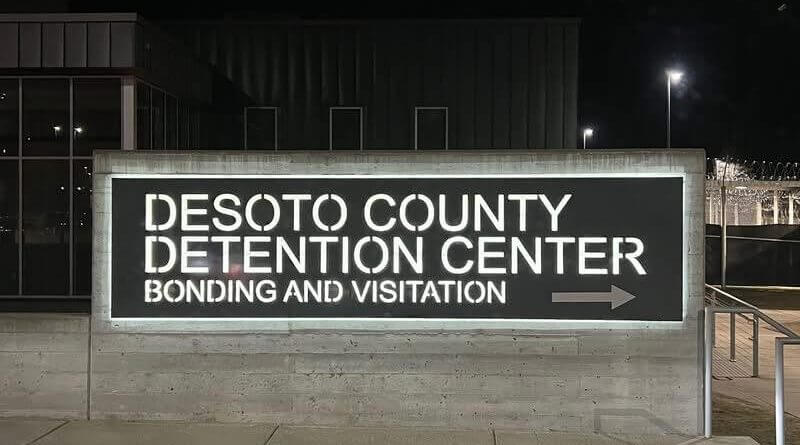 DESOTO COUNTY
DETENTION CENTER
BONDING AND VISITATION